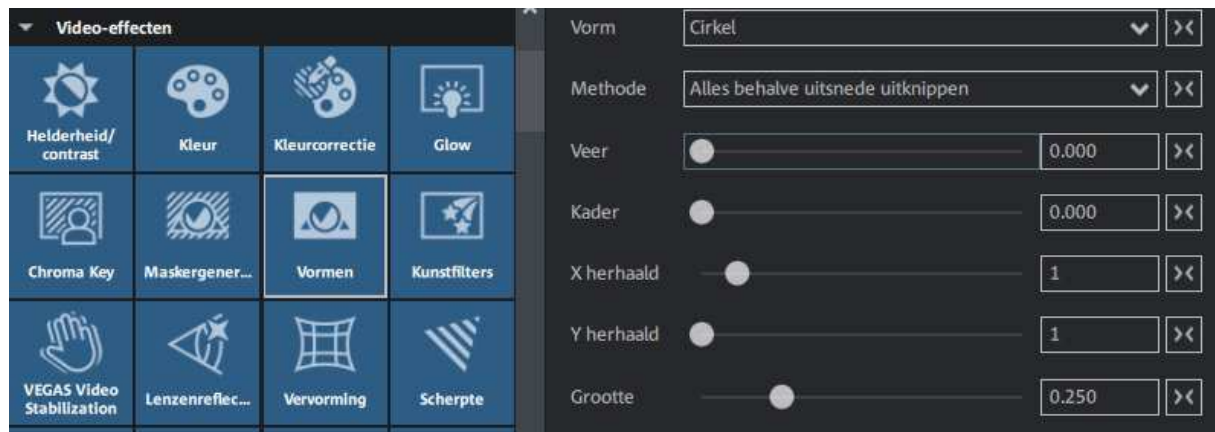 Video-effecten
Helderheid/
contrast
Kleur
Kleurcorrectie
Glow
Chroma Key
Maskergener...
Vormen
Kunstfilters
VEGAS Video
Stabilization
Lenzenreflec...
Vervorming
Scherpte
Vorm
Cirkel
Methode
Alles behalve uitsnede uitknippen
Veer
0.000
Kader
0.000
X herhaald
1
Y herhaald
1
Grootte
0.250